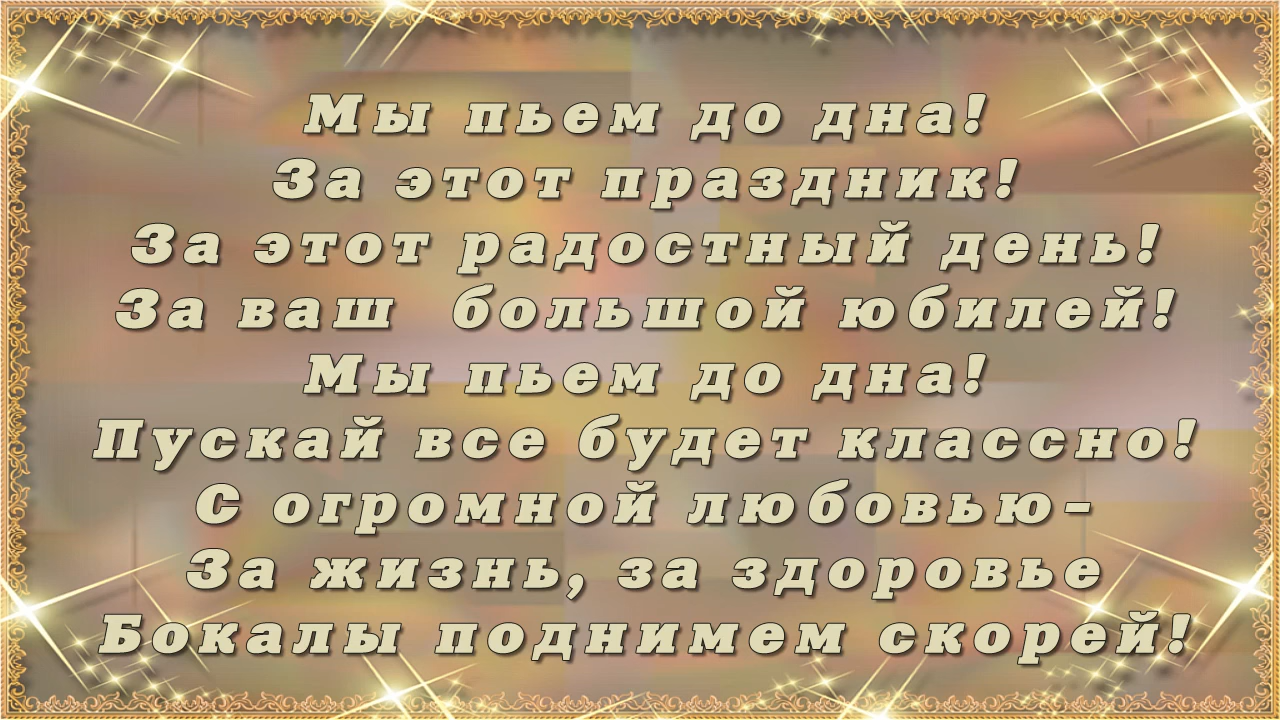 Мы пьем до дна!
За этот праздник!
За этот радостный день!
За ваш  большой юбилей!
Мы пьем до дна!
Пускай все будет классно!
С огромной любовью–
За жизнь, за здоровье
Бокалы поднимем скорей!